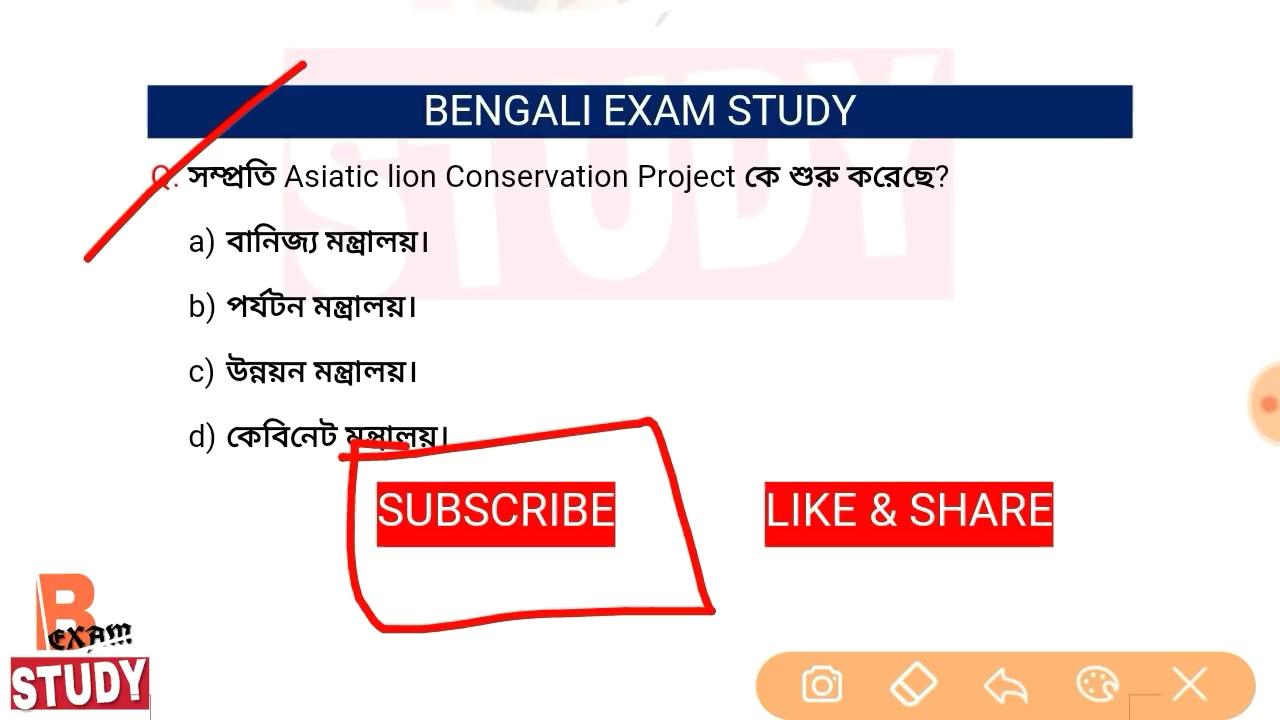 BENGALI EXAM STUDY
Q. সম্প্রতি Asiatic lion Conservation Project কে শুরু করেছে?
a) বানিজ্য মন্ত্রালয়।
b) পর্যটন মন্ত্রালয়।
c) উন্নয়ন মন্ত্রালয়।
d) কেবিনেট মন্ত্রালয়।
SUBSCRIBE
LIKE & SHARE
B
EXAM
STUDY
STUDY